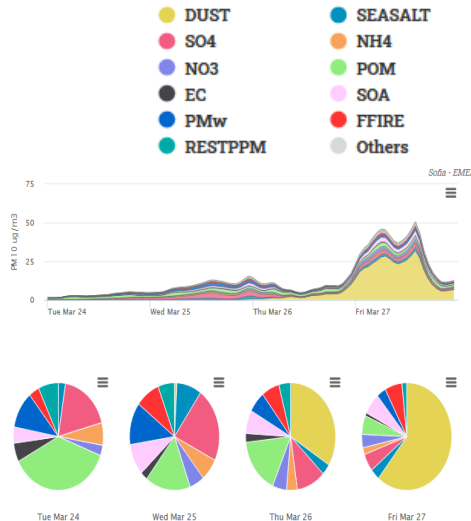 DUST
SEASALT
SO4
NH4
NO3
POM
EC
SOA
PMw
FFIRE
RESTPPM
Others
Sofia - EME
75
50
25
0
PM10 ug/m3
Tue Mar 24
Wed Mar 25
Thu Mar 26
Fri Mar 27
Tue Mar 24
Wed Mar 25
Thu Mar 26
Fri Mar 27